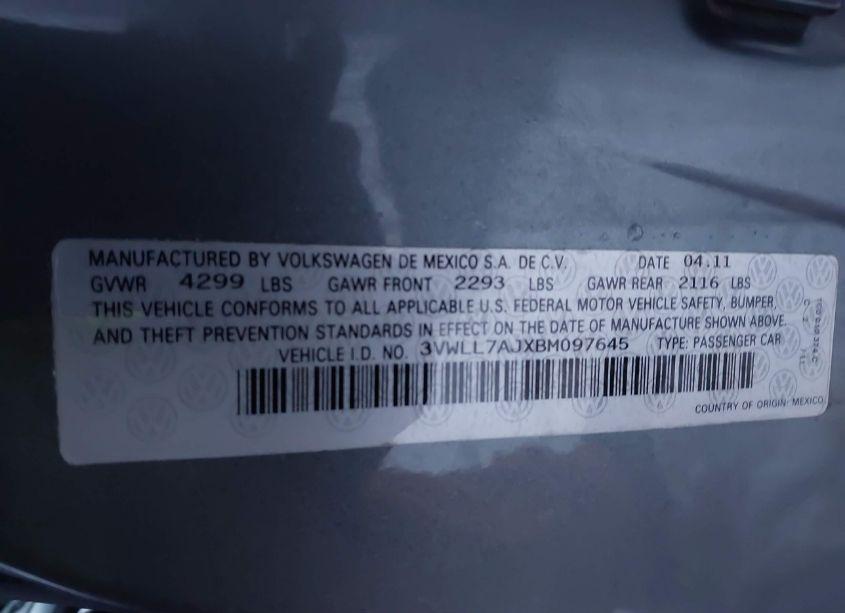 MANUFACTURED BY VOLKSWAGEN DE MEXICO S.A. DE C.V. DATE 04.11
GVWR 4299 LBS GAWR FRONT 2293 LBS GAWR REAR 2116 LBS
THIS VEHICLE CONFORMS TO ALL APPLICABLE U.S. FEDERAL MOTOR VEHICLE SAFETY, BUMPER,
AND THEFT PREVENTION STANDARDS IN EFFECT ON THE DATE OF MANUFACTURE SHOWN ABOVE.
VEHICLE I.D. NO. 3VWLL7AJXBM097645 TYPE: PASSENGER CAR
COUNTRY OF ORIGIN: MEXICO